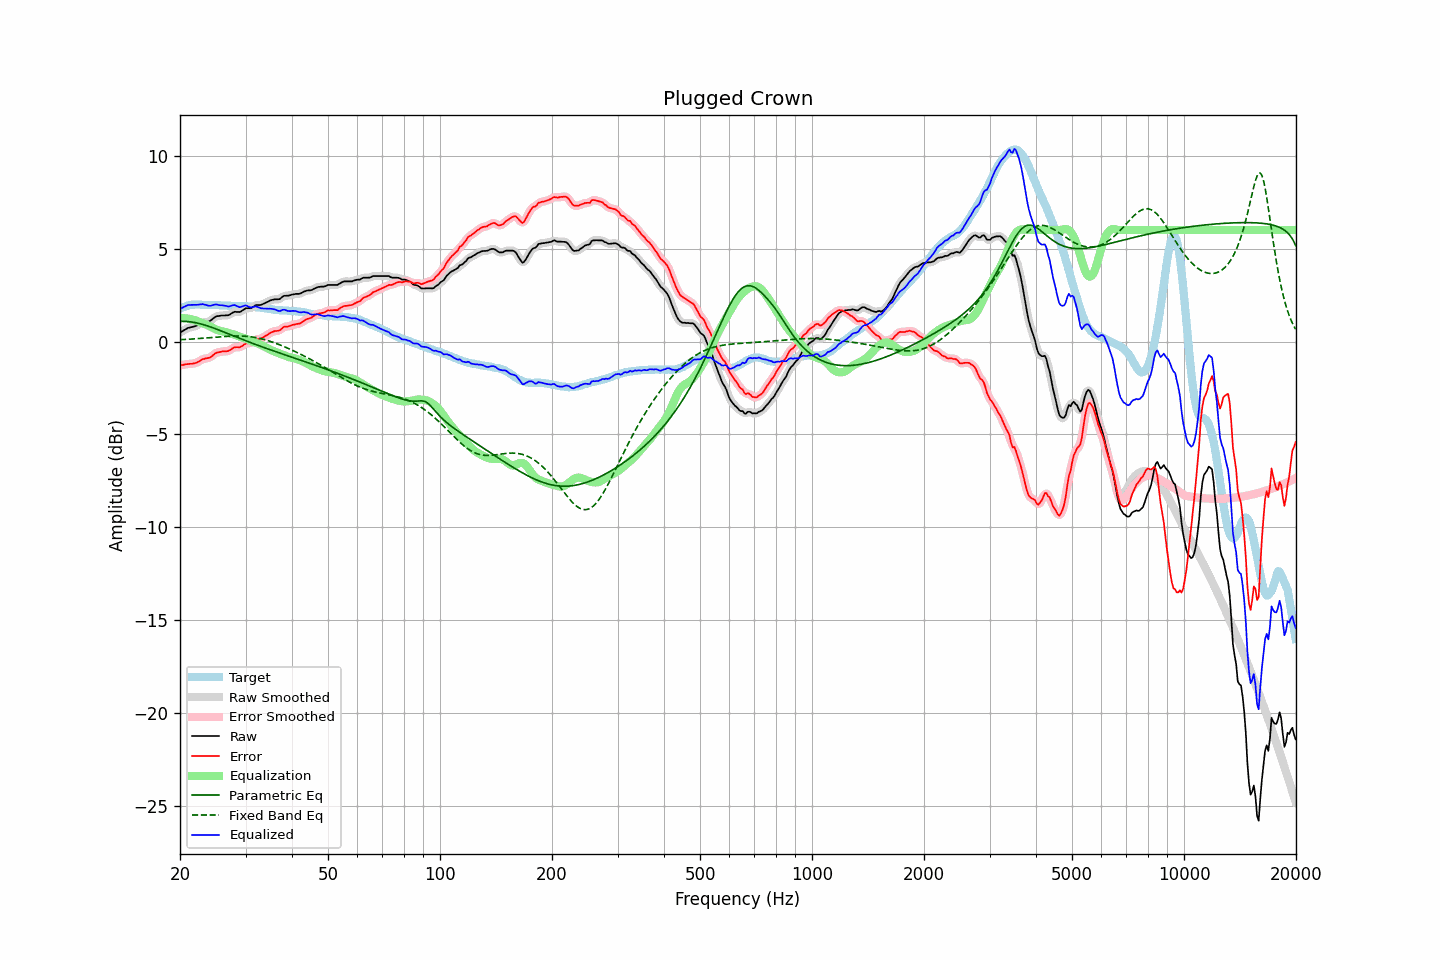 Plugged Crown
Amplitude (dBr)
10
5
0
−5
−10
−15
−20
−25
Target
Raw Smoothed
Error Smoothed
Raw
Error
Equalization
Parametric Eq
Fixed Band Eq
Equalized
20 50 100 200 500 1000 2000 5000 10000 20000
Frequency (Hz)